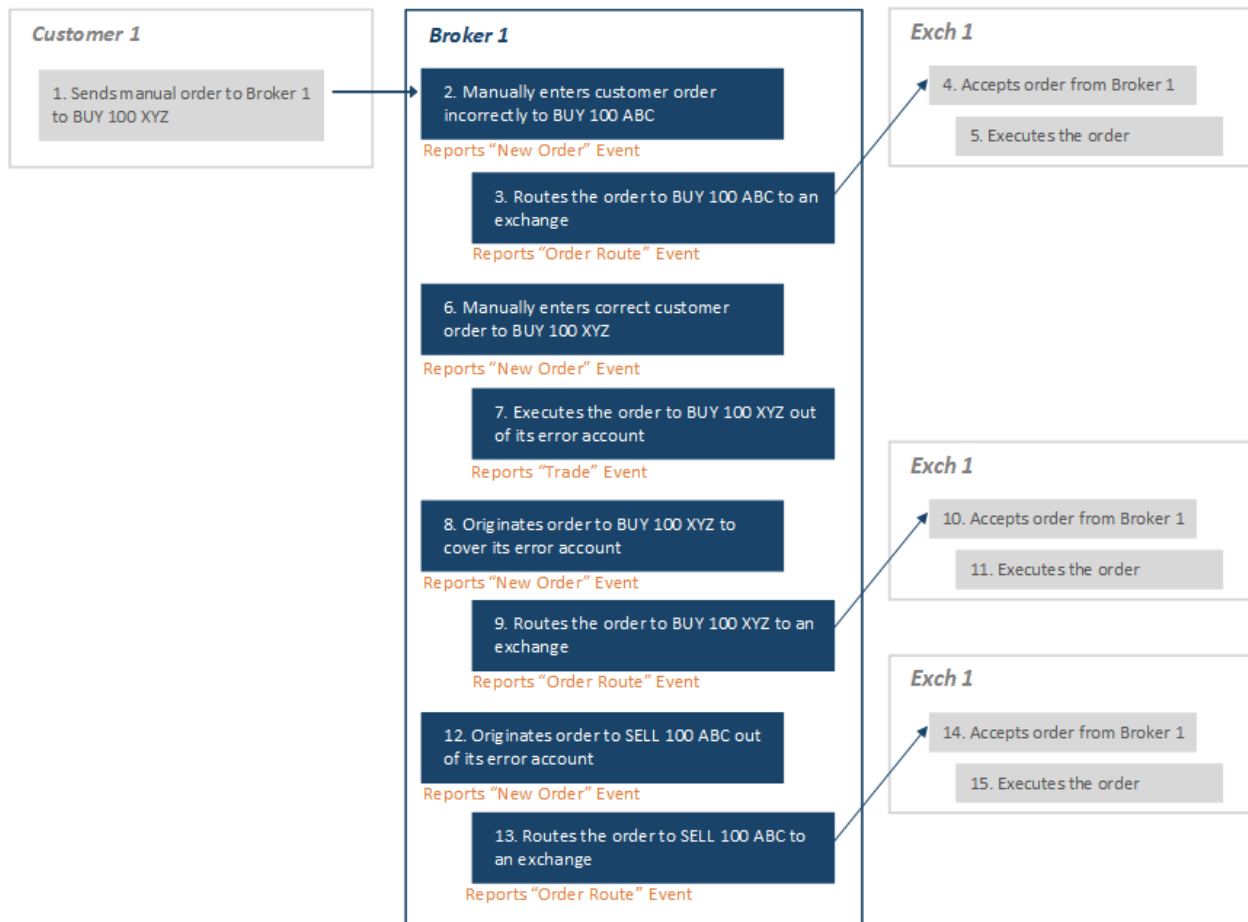 Customer 1
1. Sends manual order to Broker 1
to BUY 100 XYZ
Broker 1
2. Manually enters customer order
incorrectly to BUY 100 ABC
Reports “New Order” Event
3. Routes the order to BUY 100 ABC to an
exchange
Reports “Order Route” Event
Exch 1
4. Accepts order from Broker 1
5. Executes the order
6. Manually enters correct customer
order to BUY 100 XYZ
Reports “New Order” Event
7. Executes the order to BUY 100 XYZ out
of its error account
Reports “Trade” Event
8. Originates order to BUY 100 XYZ to
cover its error account
Reports “New Order” Event
9. Routes the order to BUY 100 XYZ to an
exchange
Reports “Order Route” Event
Exch 1
10. Accepts order from Broker 1
11. Executes the order
12. Originates order to SELL 100 ABC out
of its error account
Reports “New Order” Event
13. Routes the order to SELL 100 ABC to
an exchange
Reports “Order Route” Event
Exch 1
14. Accepts order from Broker 1
15. Executes the order